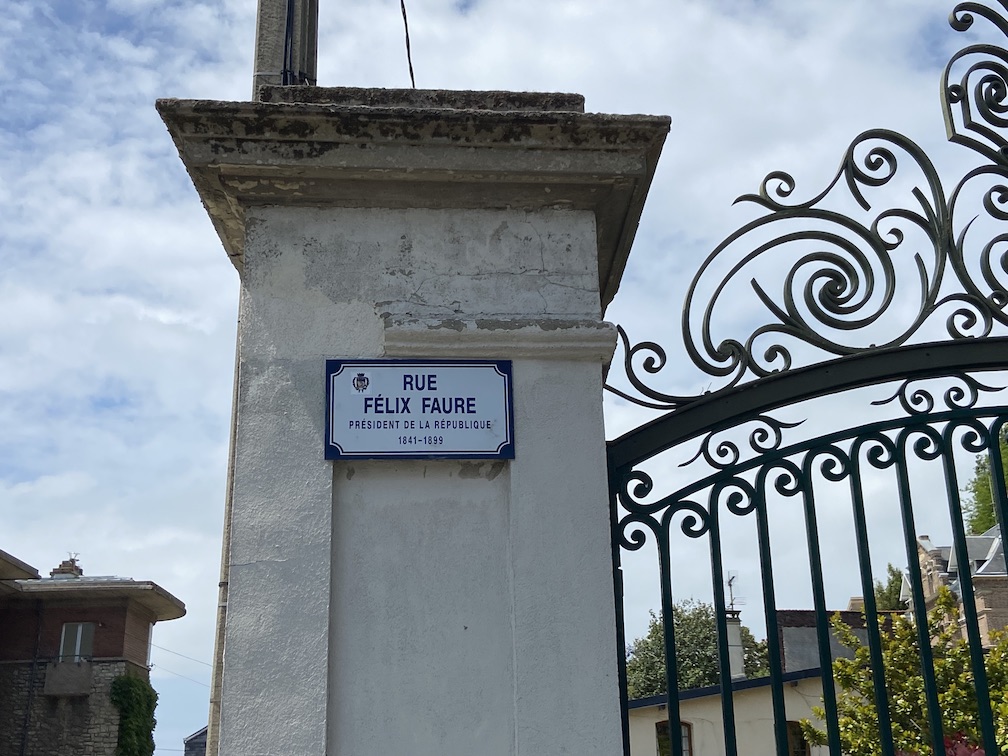 RUE
FÉLIX FAURE
PRÉSIDENT DE LA RÉPUBLIQUE
1841-1899